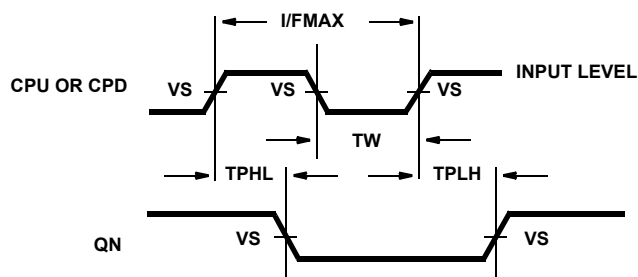 I/FMAX
CPU OR CPD
VS
VS
VS
INPUT LEVEL
TW
TPHL
TPLH
QN
VS
VS